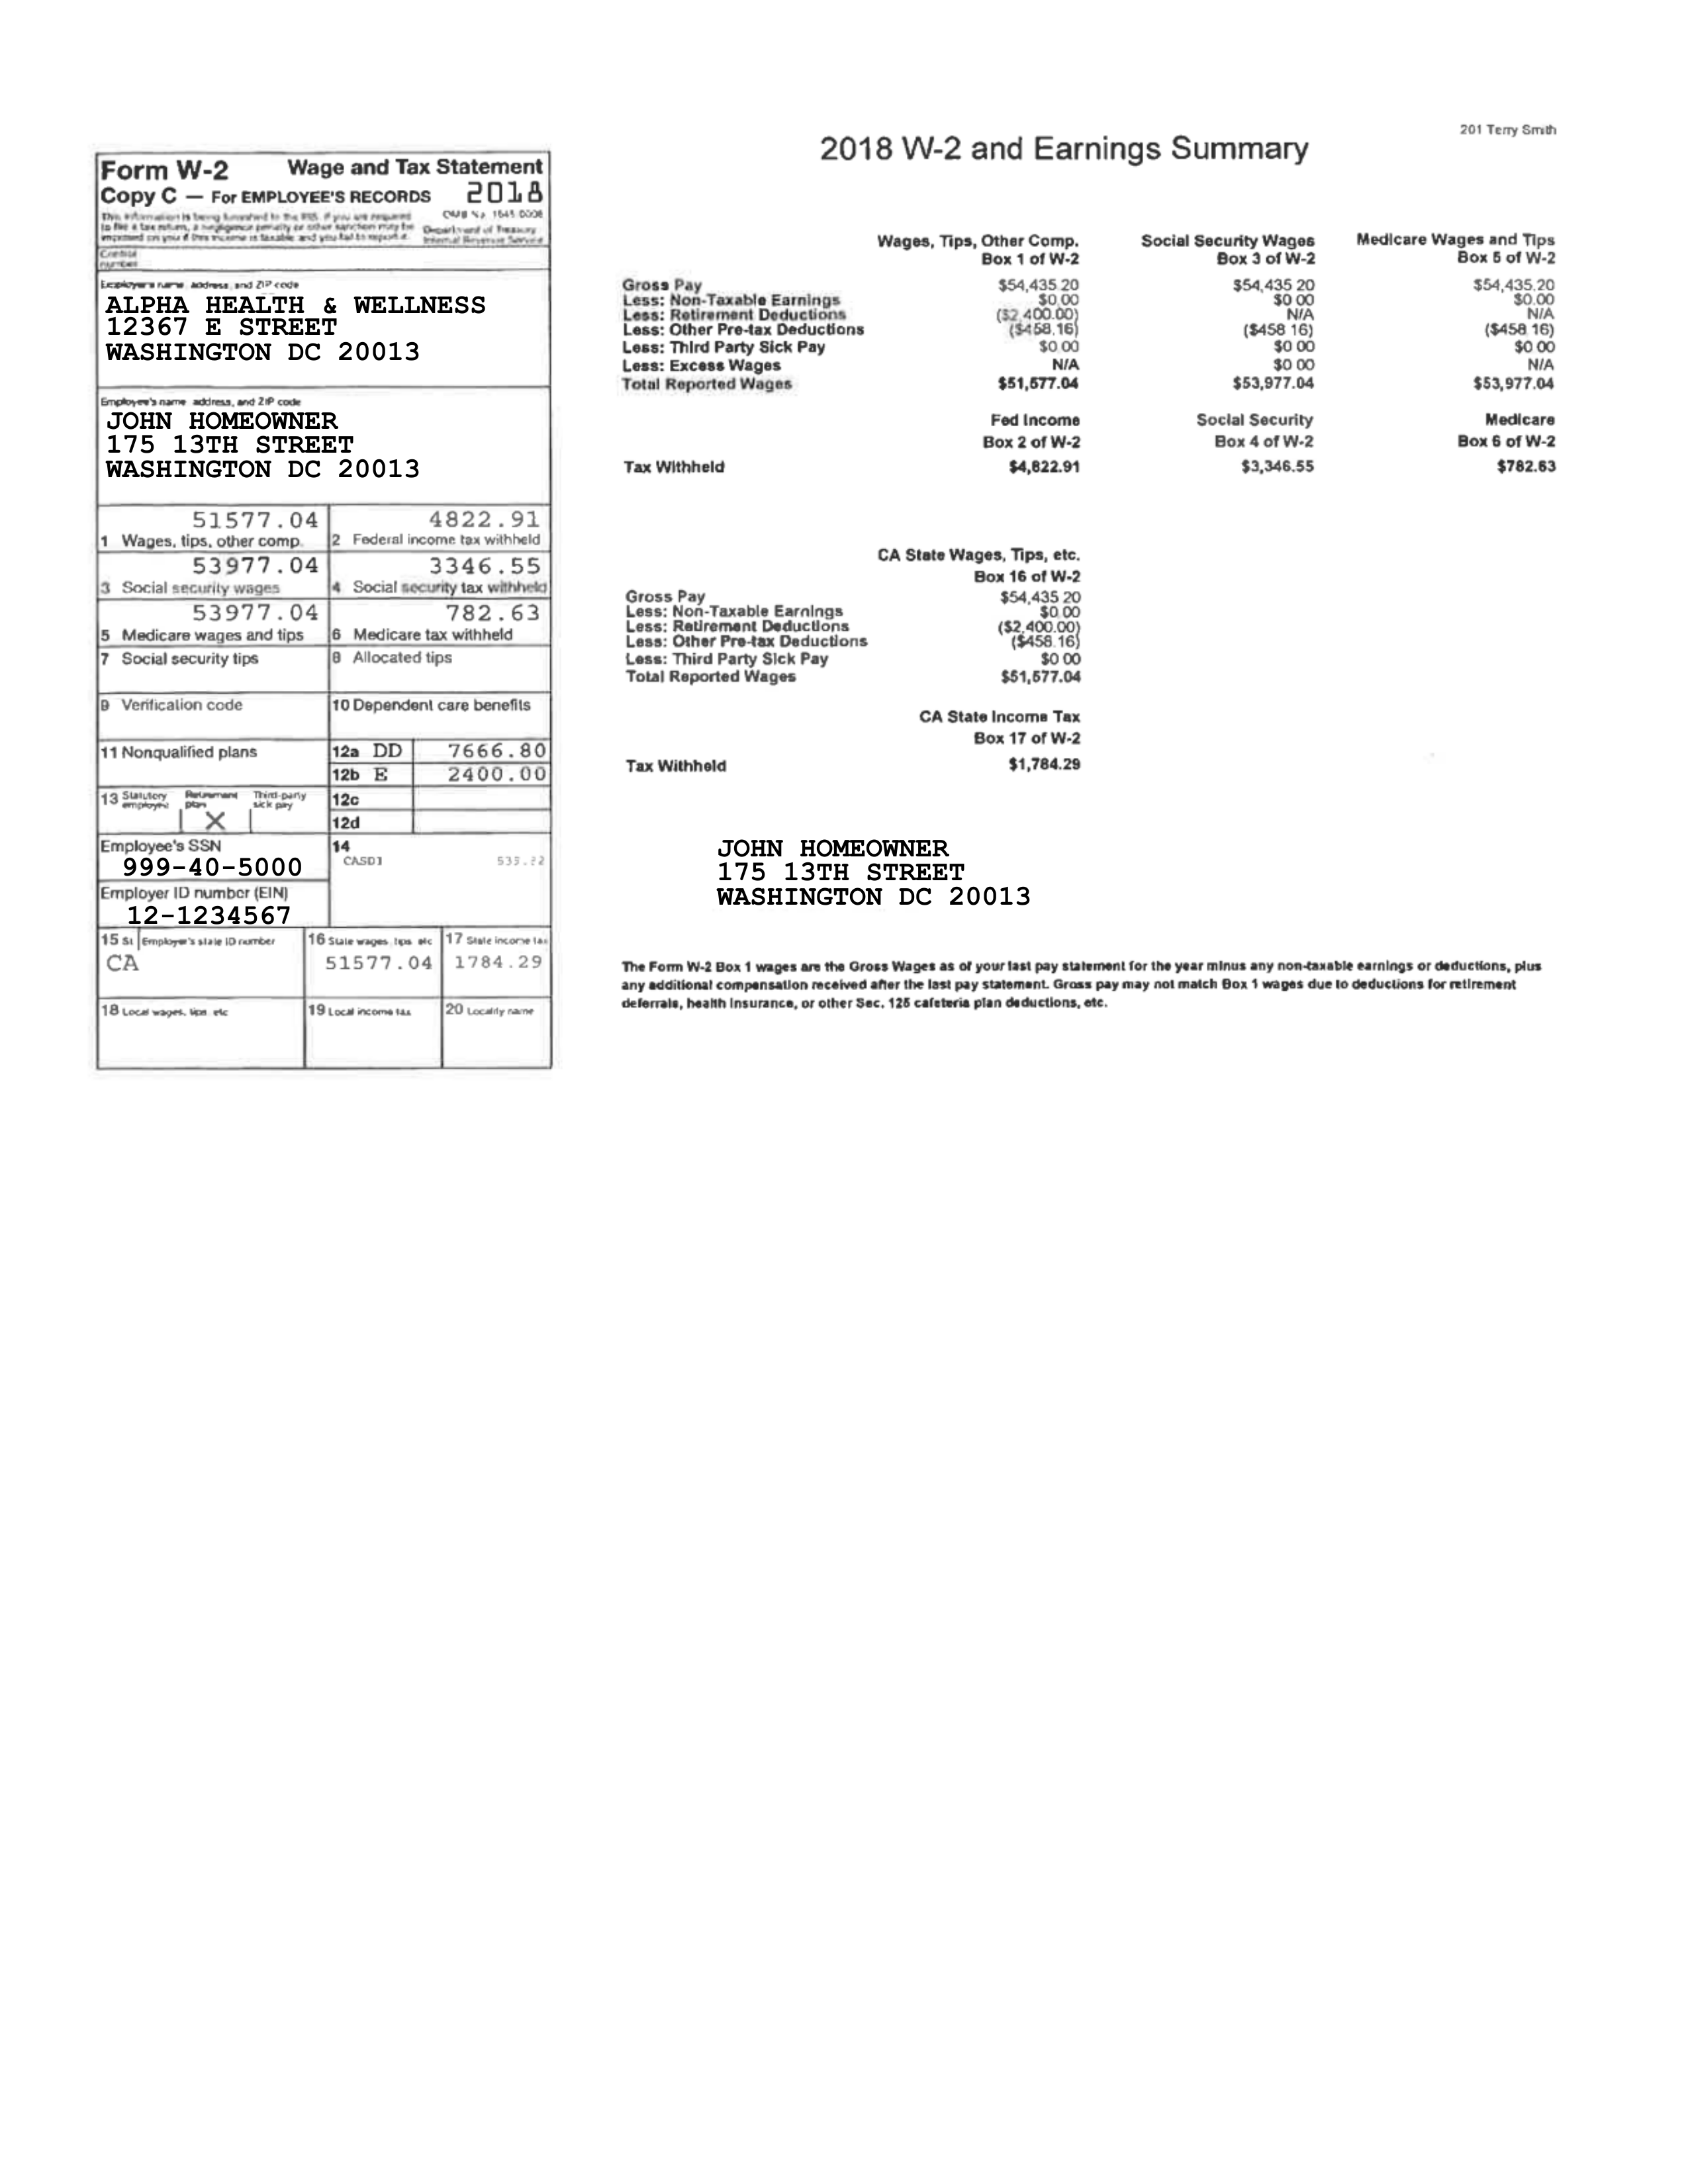 201 Terry Smith
2018 W-2 and Earnings Summary
Form W-2 Wage and Tax Statement
Copy C — For EMPLOYEE'S RECORDS 2018
This information is being furnished to the IRS. If you are required
to file a tax return, a negligence penalty or other sanction may be
imposed on you if this income is taxable and you fail to report it.
OMB No. 1545-0008
Department of Treasury
Internal Revenue Service
Control
number
Employer's name, address, and ZIP code
ALPHA HEALTH & WELLNESS
12367 E STREET
WASHINGTON DC 20013
Employee's name, address, and ZIP code
JOHN HOMEOWNER
175 13TH STREET
WASHINGTON DC 20013
51577.04 4822.91
1 Wages, tips, other comp. 2 Federal income tax withheld
53977.04 3346.55
3 Social security wages 4 Social security tax withheld
53977.04 782.63
5 Medicare wages and tips 6 Medicare tax withheld
7 Social security tips 8 Allocated tips
9 Verification code 10 Dependent care benefits
11 Nonqualified plans 12a DD 7666.80
12b E 2400.00
13 Statutory employee Retirement plan Third-party sick pay 12c
X 12d
Employee's SSN 14
999-40-5000 CASDI
Employer ID number (EIN)
12-1234567
15 St Employer's state ID number 16 State wages, tips, etc 17 State income tax
CA 51577.04 1784.29
18 Local wages, tips, etc 19 Local income tax 20 Locality name
Wages, Tips, Other Comp. Social Security Wages Medicare Wages and Tips
Box 1 of W-2 Box 3 of W-2 Box 5 of W-2
Gross Pay $54,435.20 $54,435.20 $54,435.20
Less: Non-Taxable Earnings $0.00 $0.00 $0.00
Less: Retirement Deductions ($2,400.00) N/A N/A
Less: Other Pre-tax Deductions ($458.16) ($458.16) ($458.16)
Less: Third Party Sick Pay $0.00 $0.00 $0.00
Less: Excess Wages N/A $0.00 N/A
Total Reported Wages $51,577.04 $53,977.04 $53,977.04
Fed Income Social Security Medicare
Box 2 of W-2 Box 4 of W-2 Box 6 of W-2
Tax Withheld $4,822.91 $3,346.55 $782.63
CA State Wages, Tips, etc.
Box 16 of W-2
Gross Pay $54,435.20
Less: Non-Taxable Earnings $0.00
Less: Retirement Deductions ($2,400.00)
Less: Other Pre-tax Deductions ($458.16)
Less: Third Party Sick Pay $0.00
Total Reported Wages $51,577.04
CA State Income Tax
Box 17 of W-2
Tax Withheld $1,784.29
JOHN HOMEOWNER
175 13TH STREET
WASHINGTON DC 20013
The Form W-2 Box 1 wages are the Gross Wages as of your last pay statement for the year minus any non-taxable earnings or deductions, plus
any additional compensation received after the last pay statement. Gross pay may not match Box 1 wages due to deductions for retirement
deferrals, health insurance, or other Sec. 125 cafeteria plan deductions, etc.